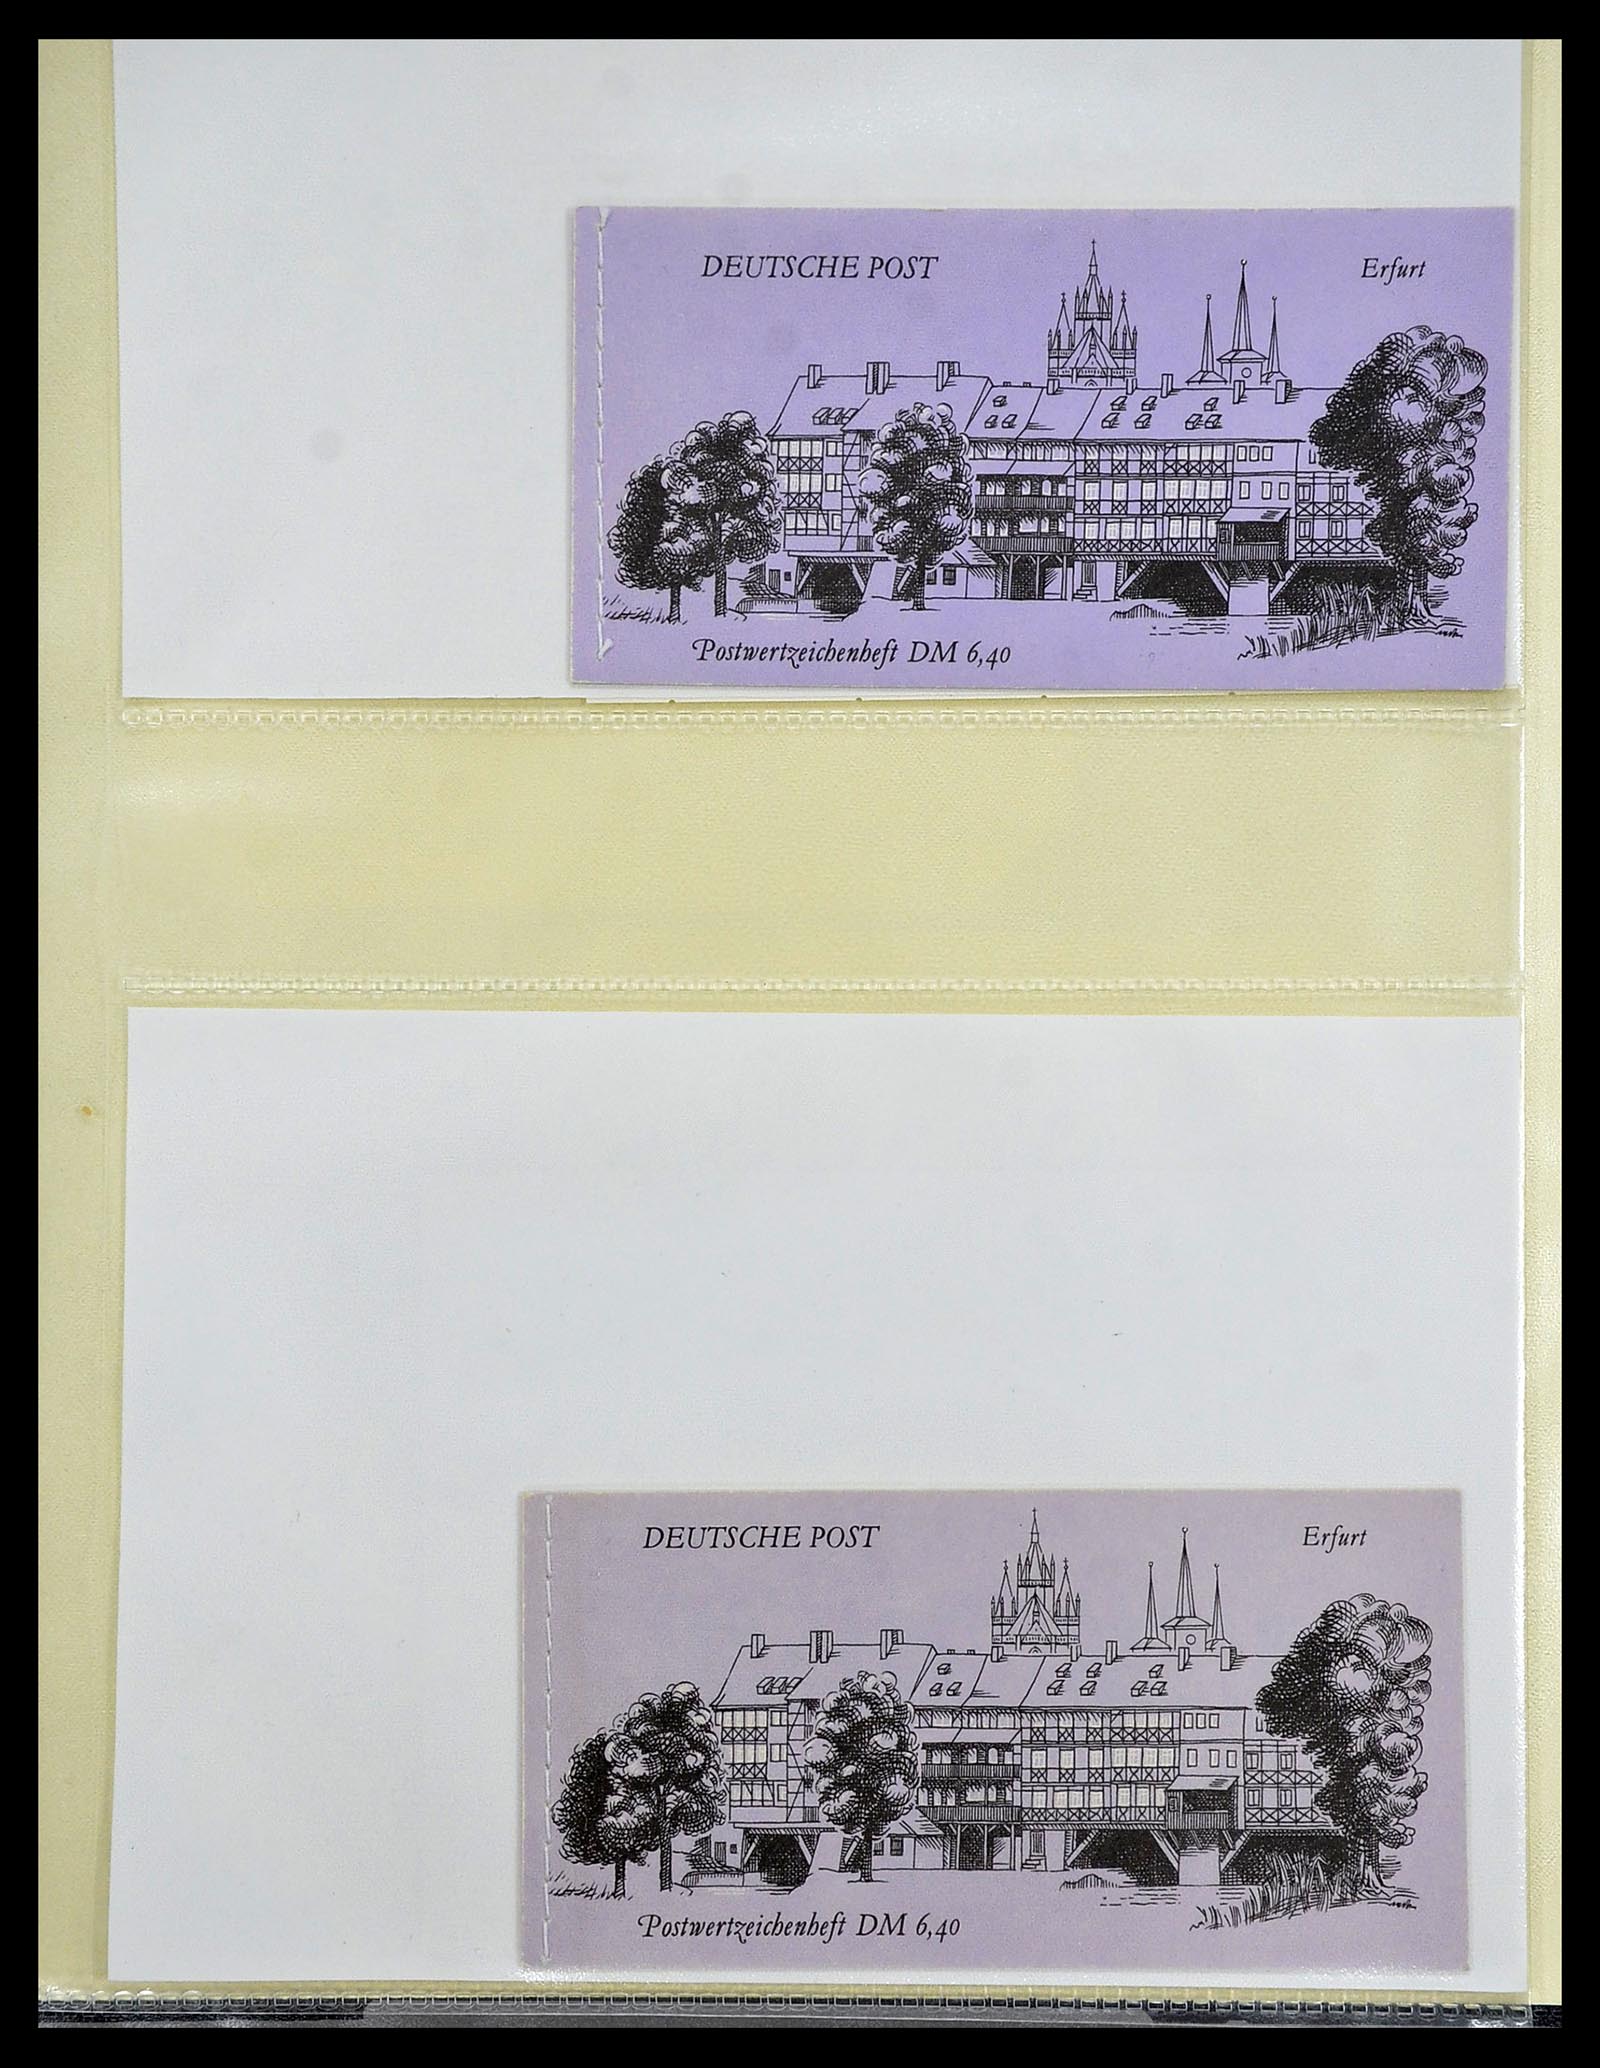 DEUTSCHE POST
Erfurt
Postwertzeichenheft DM 6,40
DEUTSCHE POST
Erfurt
Postwertzeichenheft DM 6,40